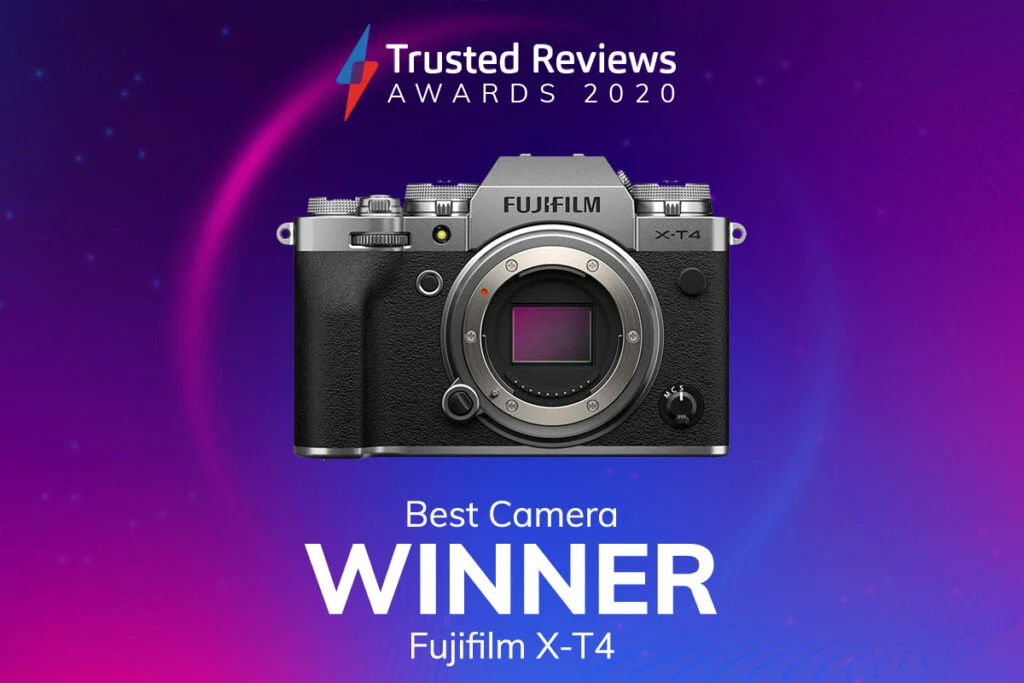 Trusted Reviews
AWARDS 2020
FUJIFILM
X-T4
M C S
Best Camera
WINNER
Fujifilm X-T4